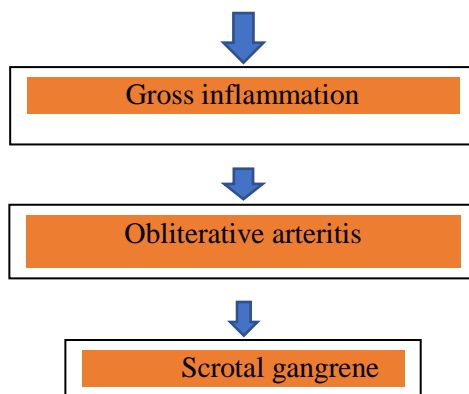 Gross inflammation
Obliterative arteritis
Scrotal gangrene